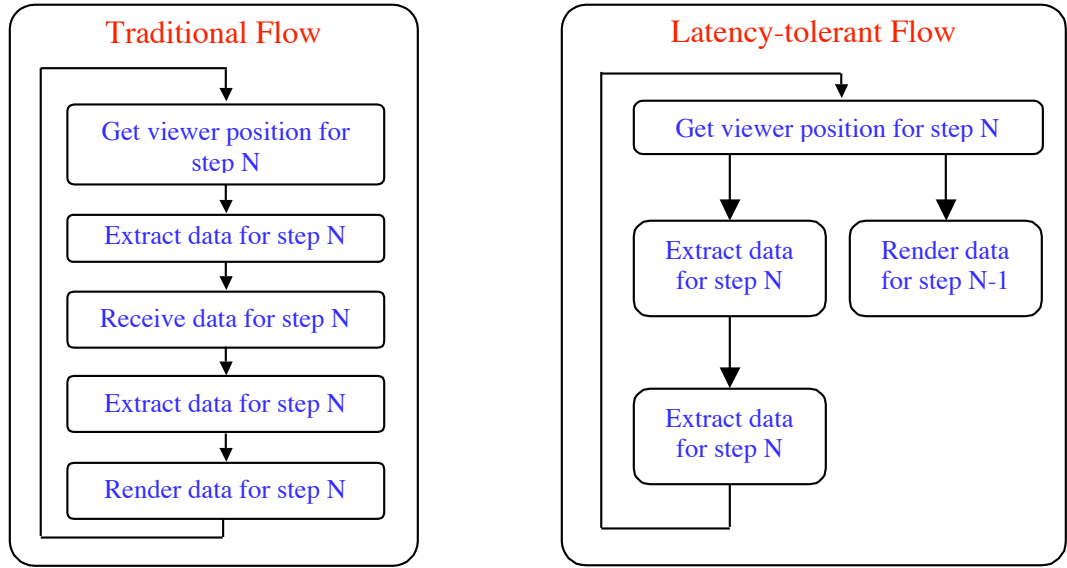 Traditional Flow
Get viewer position for
step N
Extract data for step N
Receive data for step N
Extract data for step N
Render data for step N
Latency-tolerant Flow
Get viewer position for step N
Extract data
for step N
Render data
for step N-1
Extract data
for step N